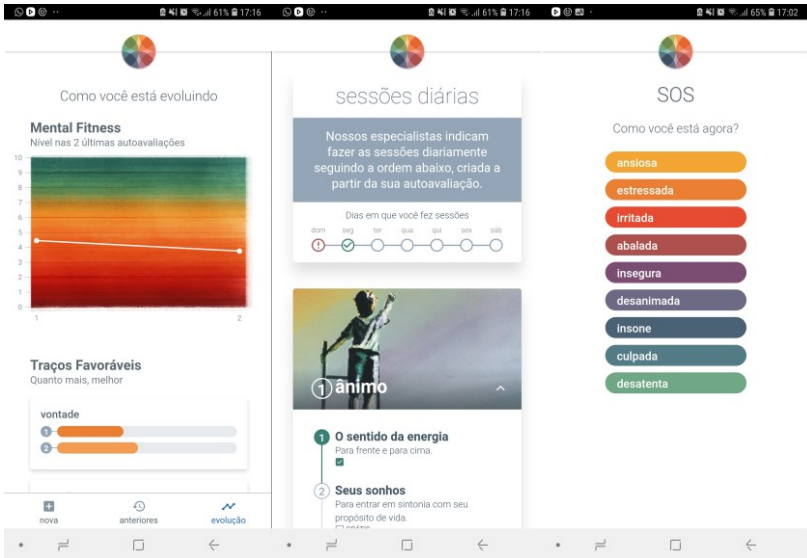 61% 17:16
Como você está evoluindo
Mental Fitness
Nível nas 2 últimas autoavaliações
10
9
8
7
6
5
4
3
2
1
0
1 2
Traços Favoráveis
Quanto mais, melhor
vontade
1
2
nova anteriores evolução
61% 17:16
sessões diárias
Nossos especialistas indicam
fazer as sessões diariamente
seguindo a ordem abaixo, criada a
partir da sua autoavaliação.
Dias em que você fez sessões
dom seg ter qua qui sex sáb
1 ânimo
1 O sentido da energia
Para frente e para cima.
2 Seus sonhos
Para entrar em sintonia com seu
propósito de vida.
65% 17:02
SOS
Como você está agora?
ansiosa
estressada
irritada
abalada
insegura
desanimada
insone
culpada
desatenta